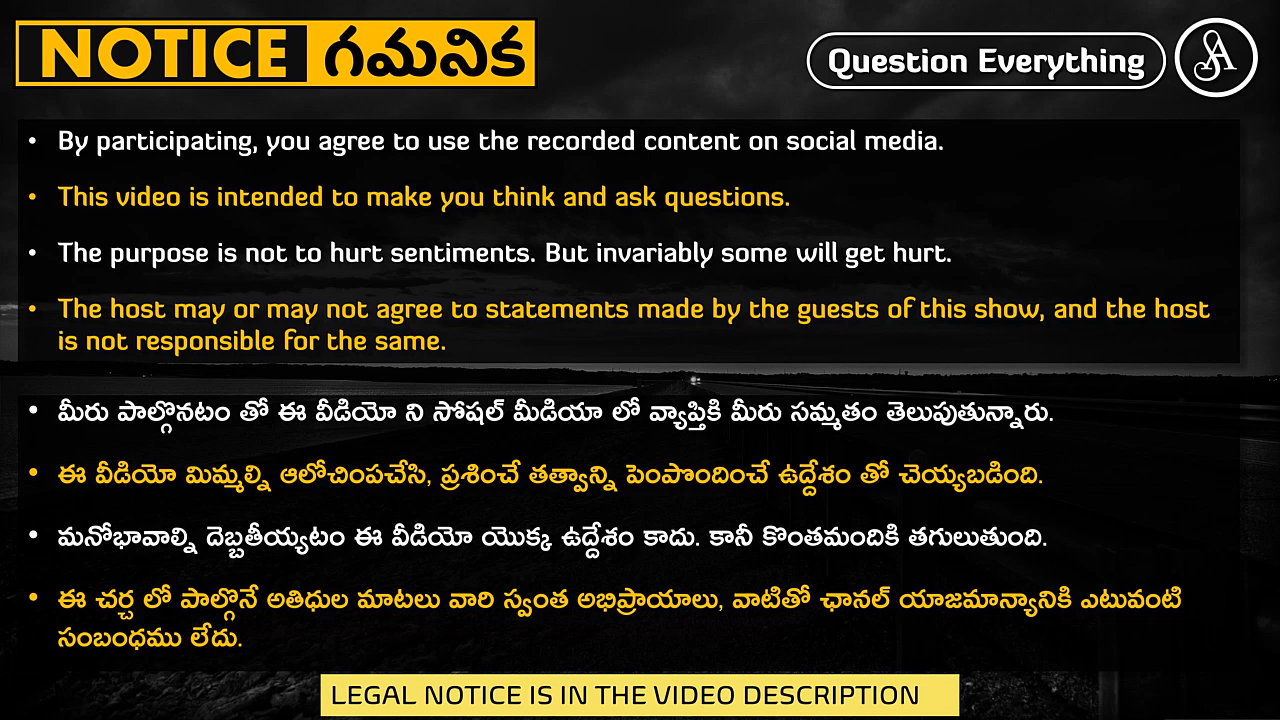 NOTICE గమనిక
Question Everything
SA
• By participating, you agree to use the recorded content on social media.
• This video is intended to make you think and ask questions.
• The purpose is not to hurt sentiments. But invariably some will get hurt.
• The host may or may not agree to statements made by the guests of this show, and the host
is not responsible for the same.
• మీరు పాల్గొనటం తో ఈ వీడియో ని సోషల్ మీడియా లో వ్యాప్తికి మీరు సమ్మతం తెలుపుతున్నారు.
• ఈ వీడియో మిమ్మల్ని ఆలోచింపచేసి, ప్రశించే తత్వాన్ని పెంపొందించే ఉద్దేశం తో చెయ్యబడింది.
• మనోభావాల్ని దెబ్బతీయ్యటం ఈ వీడియో యొక్క ఉద్దేశం కాదు. కానీ కొంతమందికి తగులుతుంది.
• ఈ చర్చ లో పాల్గొనే అతిధుల మాటలు వారి స్వంత అభిప్రాయాలు, వాటితో ఛానల్ యాజమాన్యానికి ఎటువంటి
సంబంధము లేదు.
LEGAL NOTICE IS IN THE VIDEO DESCRIPTION